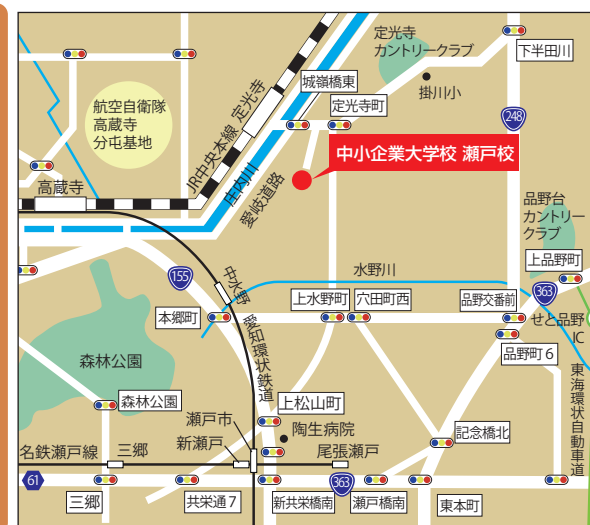 定光寺
カントリークラブ
下半田川
城嶺橋東
掛川小
定光寺町
航空自衛隊
高蔵寺
分屯基地
JR中央本線
定光寺
248
中小企業大学校 瀬戸校
高蔵寺
庄内川
愛岐道路
品野台
カントリー
クラブ
上品野町
155
中水野
水野川
363
本郷町
上水野町
穴田町西
品野交番前
せと品野
IC
品野町6
愛知環状鉄道
森林公園
森林公園
上松山町
東海環状自動車道
瀬戸市
陶生病院
記念橋北
名鉄瀬戸線
三郷
新瀬戸
尾張瀬戸
61
三郷
共栄通7
新共栄橋南
363
瀬戸橋南
東本町